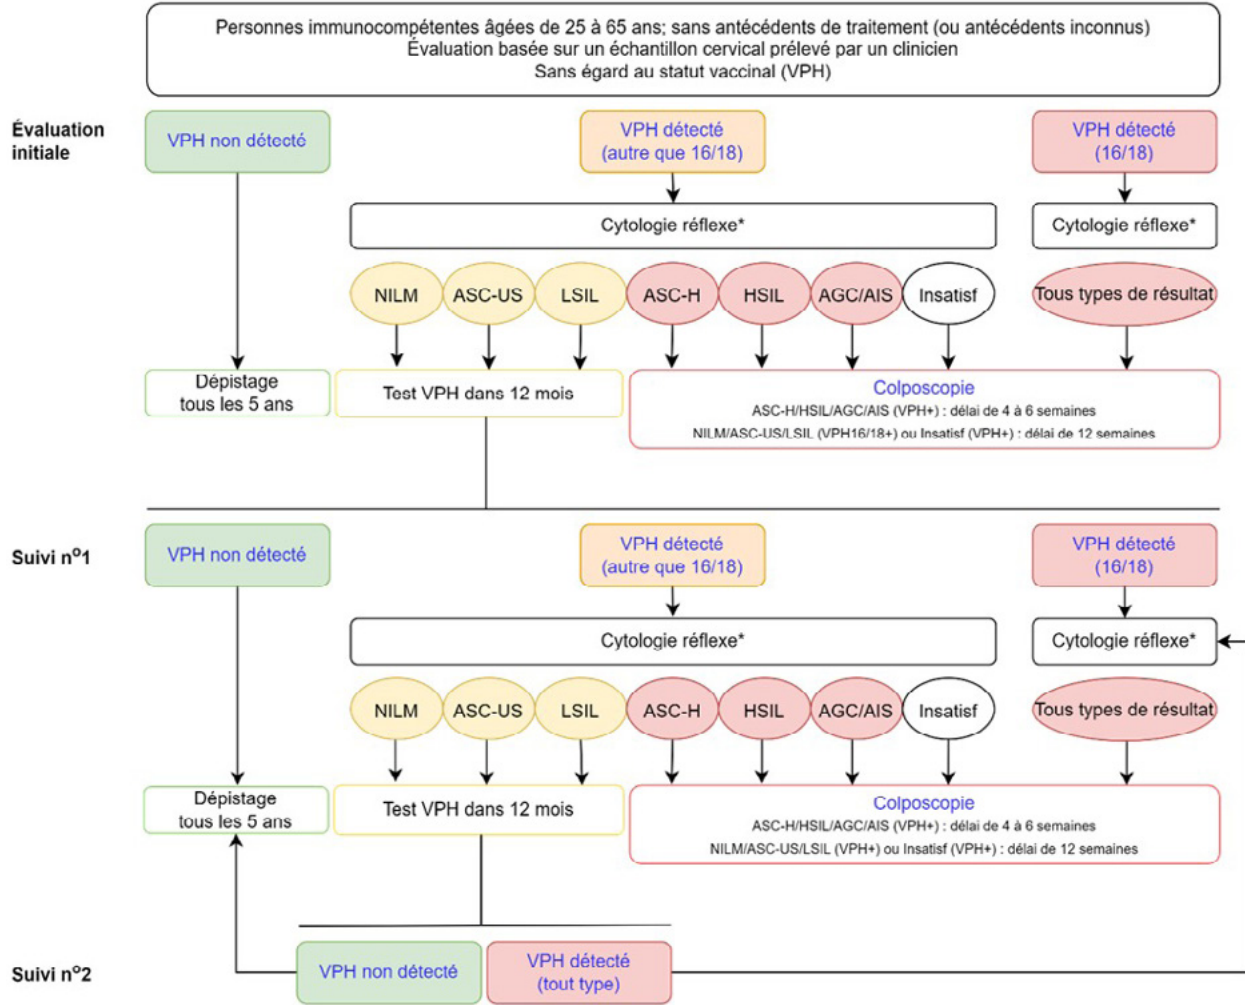 Personnes immunocompétentes âgées de 25 à 65 ans; sans antécédents de traitement (ou antécédents inconnus)
Évaluation basée sur un échantillon cervical prélevé par un clinicien
Sans égard au statut vaccinal (VPH)
Évaluation
initiale
VPH non détecté
VPH détecté
(autre que 16/18)
VPH détecté
(16/18)
Cytologie réflexe*
Cytologie réflexe*
NILM
ASC-US
LSIL
ASC-H
HSIL
AGC/AIS
Insatisf
Tous types de résultat
Dépistage
tous les 5 ans
Test VPH dans 12 mois
Colposcopie
ASC-H/HSIL/AGC/AIS (VPH+) : délai de 4 à 6 semaines
NILM/ASC-US/LSIL (VPH16/18+) ou Insatisf (VPH+) : délai de 12 semaines
Suivi nº1
VPH non détecté
VPH détecté
(autre que 16/18)
VPH détecté
(16/18)
Cytologie réflexe*
Cytologie réflexe*
NILM
ASC-US
LSIL
ASC-H
HSIL
AGC/AIS
Insatisf
Tous types de résultat
Dépistage
tous les 5 ans
Test VPH dans 12 mois
Colposcopie
ASC-H/HSIL/AGC/AIS (VPH+) : délai de 4 à 6 semaines
NILM/ASC-US/LSIL (VPH+) ou Insatisf (VPH+) : délai de 12 semaines
Suivi nº2
VPH non détecté
VPH détecté
(tout type)